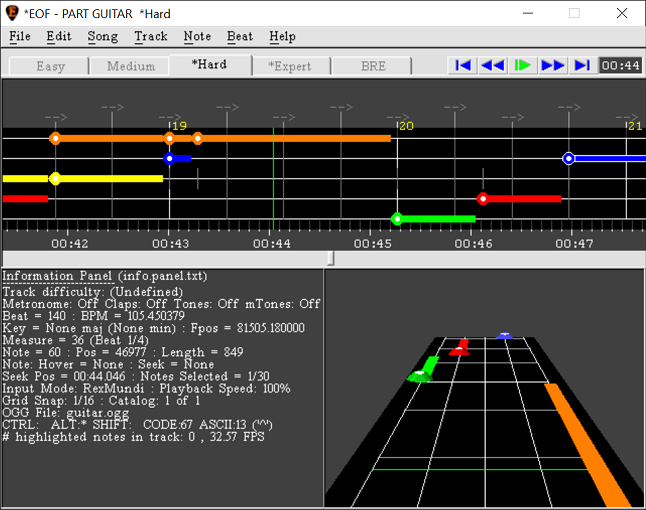 *EOF - PART GUITAR  *Hard
File Edit Song Track Note Beat Help
Easy Medium *Hard *Expert BRE 00:44
--> --> --> --> --> -->
--> --> --> --> --> -->
19 20 21
00:42 00:43 00:44 00:45 00:46 00:47
Information Panel (info.panel.txt)
----------------------------
Track difficulty: (Undefined)
Metronome: Off Claps: Off Tones: Off mTones: Off
Beat = 140 : BPM = 105.450379
Key = None maj (None min) : Fpos = 81505.180000
Measure = 36 (Beat 1/4)
Note = 60 : Pos = 46977 : Length = 849
Note: Hover = None : Seek = None
Seek Pos = 00:44.046 : Notes Selected = 1/30
Input Mode: RexMundi : Playback Speed: 100%
Grid Snap: 1/16 : Catalog: 1 of 1
OGG File: guitar.ogg
CTRL:  ALT:* SHIFT:  CODE:67 ASCII:13 ('^')
# highlighted notes in track: 0 , 32.57 FPS